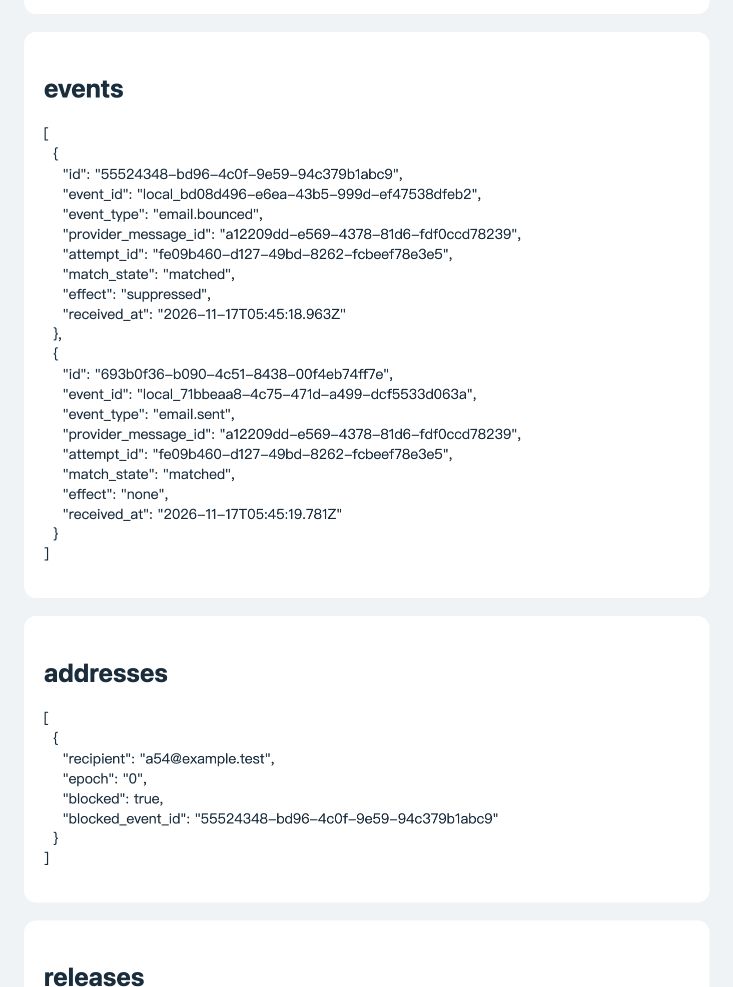 events
[
  {
    "id": "55524348-bd96-4c0f-9e59-94c379b1abc9",
    "event_id": "local_bd08d496-e6ea-43b5-999d-ef47538dfeb2",
    "event_type": "email.bounced",
    "provider_message_id": "a12209dd-e569-4378-81d6-fdf0ccd78239",
    "attempt_id": "fe09b460-d127-49bd-8262-fcbeef78e3e5",
    "match_state": "matched",
    "effect": "suppressed",
    "received_at": "2026-11-17T05:45:18.963Z"
  },
  {
    "id": "693b0f36-b090-4c51-8438-00f4eb74ff7e",
    "event_id": "local_71bbeaa8-4c75-471d-a499-dcf5533d063a",
    "event_type": "email.sent",
    "provider_message_id": "a12209dd-e569-4378-81d6-fdf0ccd78239",
    "attempt_id": "fe09b460-d127-49bd-8262-fcbeef78e3e5",
    "match_state": "matched",
    "effect": "none",
    "received_at": "2026-11-17T05:45:19.781Z"
  }
]
addresses
[
  {
    "recipient": "a54@example.test",
    "epoch": "0",
    "blocked": true,
    "blocked_event_id": "55524348-bd96-4c0f-9e59-94c379b1abc9"
  }
]
releases